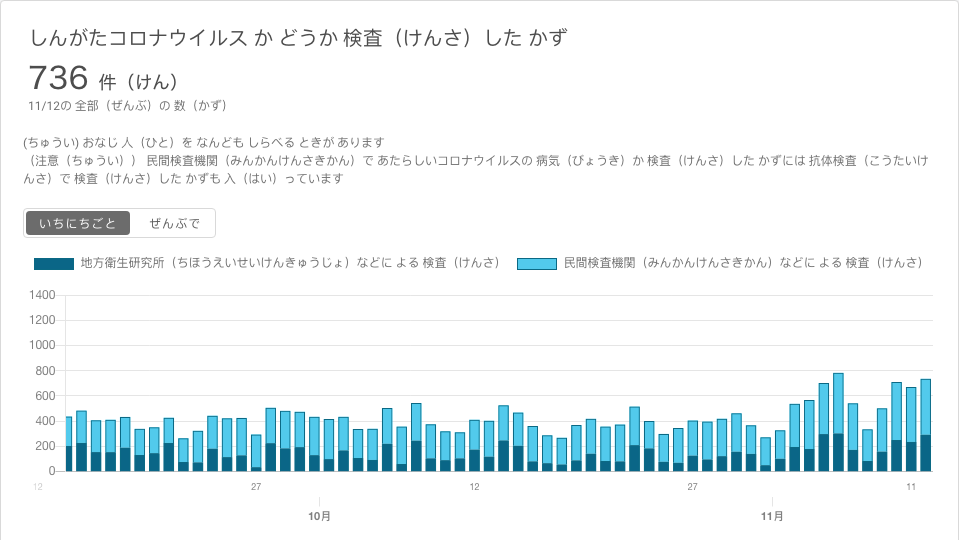 しんがたコロナウイルス か どうか 検査（けんさ）した かず
736 件（けん）
11/12の 全部（ぜんぶ）の 数（かず）
(ちゅうい) おなじ 人（ひと）を なんども しらべる ときが あります
（注意（ちゅうい）） 民間検査機関（みんかんけんさきかん）で あたらしいコロナウイルスの 病気（びょうき）か 検査（けんさ）した かずには 抗体検査（こうたいけ
んさ）で 検査（けんさ）した かずも 入（はい）っています
いちにちごと ぜんぶで
地方衛生研究所（ちほうえいせいけんきゅうじょ）などに よる 検査（けんさ） 民間検査機関（みんかんけんさきかん）などに よる 検査（けんさ）
1400
1200
1000
800
600
400
200
0
12 27 12 27 11
10月 11月